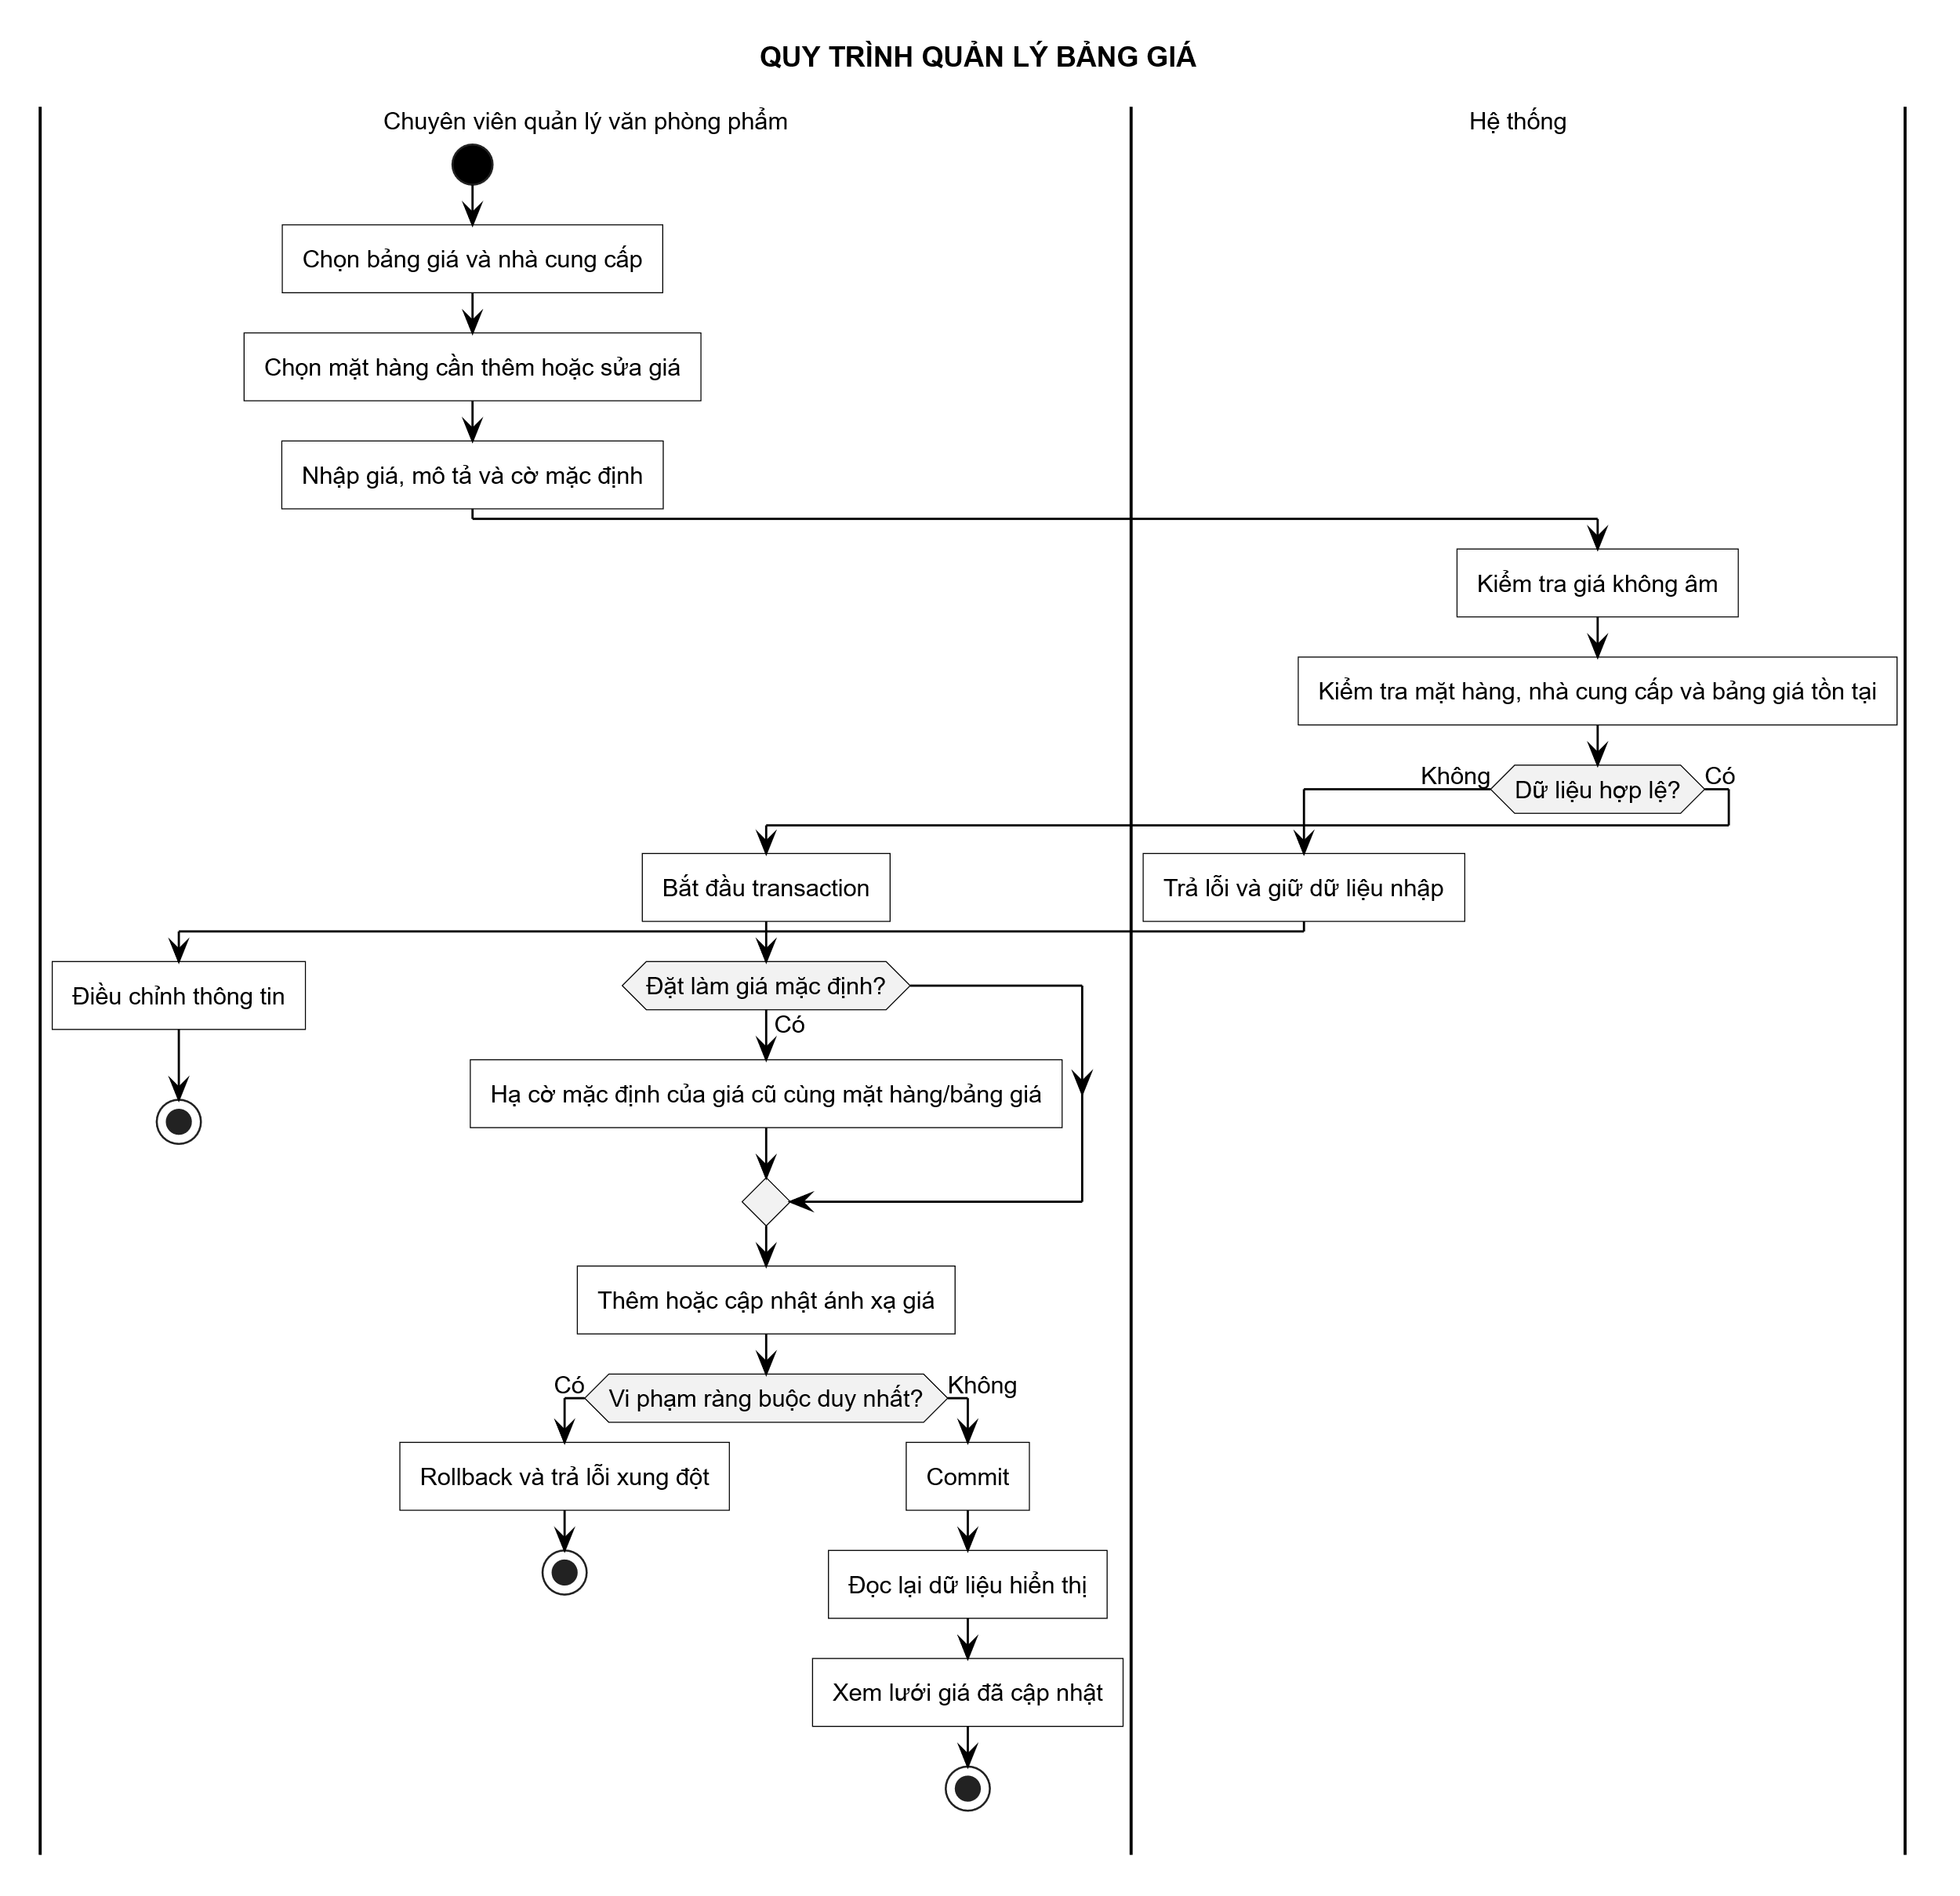 QUY TRÌNH QUẢN LÝ BẢNG GIÁ
Chuyên viên quản lý văn phòng phẩm
Hệ thống
Chọn bảng giá và nhà cung cấp
Chọn mặt hàng cần thêm hoặc sửa giá
Nhập giá, mô tả và cờ mặc định
Kiểm tra giá không âm
Kiểm tra mặt hàng, nhà cung cấp và bảng giá tồn tại
Không
Dữ liệu hợp lệ?
Có
Bắt đầu transaction
Trả lỗi và giữ dữ liệu nhập
Điều chỉnh thông tin
Đặt làm giá mặc định?
Có
Hạ cờ mặc định của giá cũ cùng mặt hàng/bảng giá
Thêm hoặc cập nhật ánh xạ giá
Có
Vi phạm ràng buộc duy nhất?
Không
Rollback và trả lỗi xung đột
Commit
Đọc lại dữ liệu hiển thị
Xem lưới giá đã cập nhật